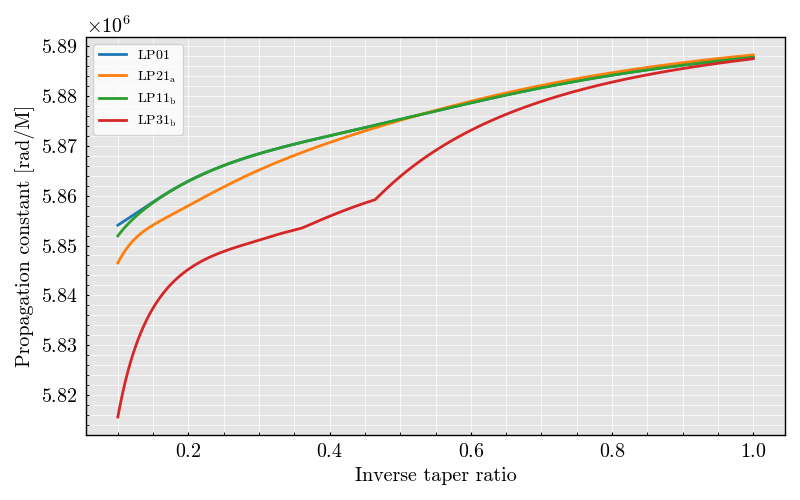 ×10⁶
5.89
5.88
5.87
5.86
5.85
5.84
5.83
5.82
Propagation constant [rad/M]
LP01
LP21ₐ
LP11_b
LP31_b
0.2
0.4
0.6
0.8
1.0
Inverse taper ratio